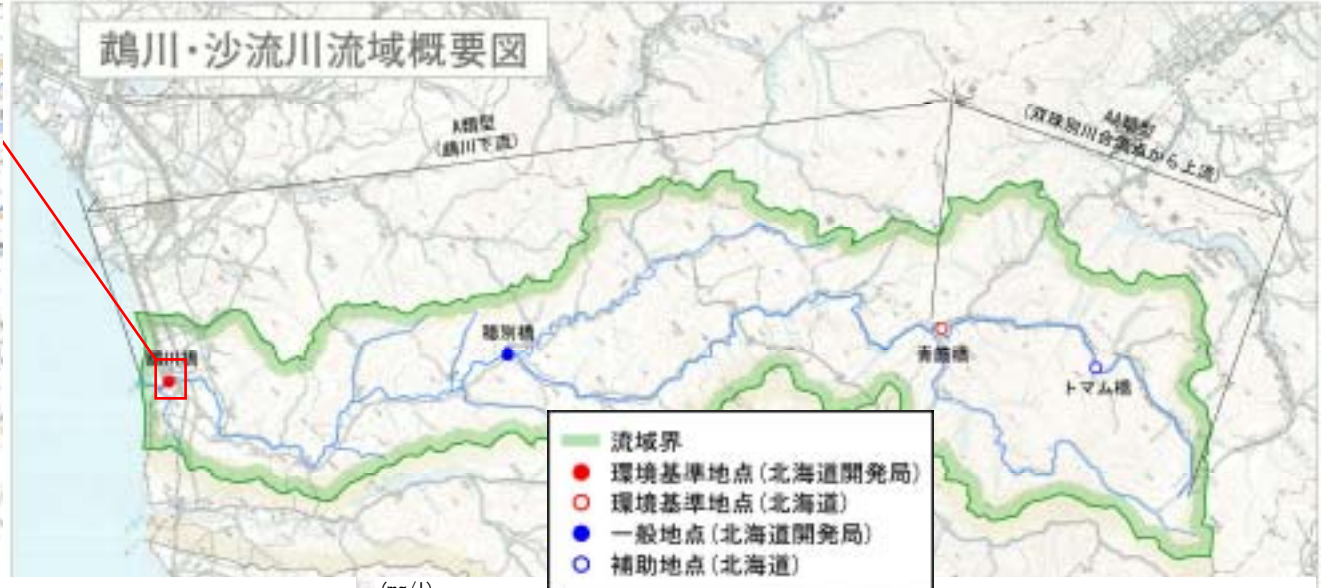 鵡川・沙流川流域概要図
A類型
(鵡川下流)
AA類型
(双珠別川合流点から上流)
穂別橋
鵡川橋
青巌橋
トマム橋
流域界
環境基準地点(北海道開発局)
環境基準地点(北海道)
一般地点(北海道開発局)
補助地点(北海道)